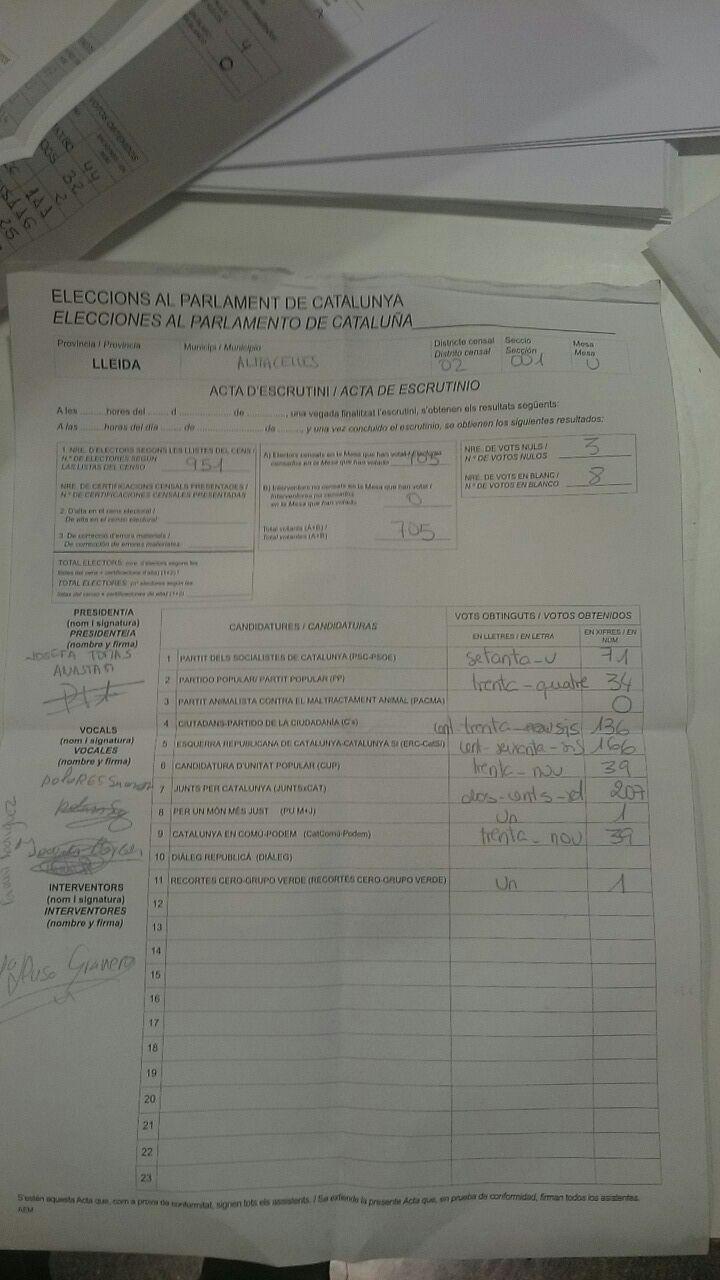 ELECCIONS AL PARLAMENT DE CATALUNYA
ELECCIONES AL PARLAMENTO DE CATALUÑA
Província / Provincia Municipi / Municipio Districte censal Secció Mesa
Distrito censal Sección Mesa
LLEIDA ALMACELLES 02 001 U
ACTA D'ESCRUTINI / ACTA DE ESCRUTINIO
A les ........ hores del ..... d ................ de ..........., una vegada finalitzat l'escrutini, s'obtenen els resultats següents:
A las ........ horas del día ..... de ................ de ..........., y una vez concluido el escrutinio, se obtienen los siguientes resultados:
1. NRE. D'ELECTORS SEGONS LES LLISTES DEL CENS /
N.º DE ELECTORES SEGÚN
LAS LISTAS DEL CENSO 951
NRE. DE CERTIFICACIONS CENSALS PRESENTADES /
N.º DE CERTIFICACIONES CENSALES PRESENTADAS
2. D'alta en el cens electoral /
De alta en el censo electoral
3. De correcció d'errors materials /
De corrección de errores materiales
TOTAL ELECTORS
TOTAL ELECTORES
A) Electors censats en la Mesa que han votat / Electores
censados en la Mesa que han votado 705
B) Interventors no censats en la Mesa que han votat /
Interventores no censados
en la Mesa que han votado 0
Total votants (A+B) /
Total votantes (A+B) 705
NRE. DE VOTS NULS /
N.º DE VOTOS NULOS 3
NRE. DE VOTS EN BLANC /
N.º DE VOTOS EN BLANCO 8
PRESIDENT/A
(nom i signatura)
PRESIDENTE/A
(nombre y firma)
JOSEFA
VOCALS
(nom i signatura)
VOCALES
(nombre y firma)
DOLORES
INTERVENTORS
(nom i signatura)
INTERVENTORES
(nombre y firma)
CANDIDATURES / CANDIDATURAS VOTS OBTINGUTS / VOTOS OBTENIDOS
EN LLETRES / EN LETRA EN XIFRES / EN NÚM.
1 PARTIT DELS SOCIALISTES DE CATALUNYA (PSC-PSOE) setanta-u 71
2 PARTIDO POPULAR/ PARTIT POPULAR (PP) trenta-quatre 34
3 PARTIT ANIMALISTA CONTRA EL MALTRACTAMENT ANIMAL (PACMA) 0
4 CIUTADANS-PARTIDO DE LA CIUDADANÍA (C's) cent trenta- sis 136
5 ESQUERRA REPUBLICANA DE CATALUNYA-CATALUNYA SÍ (ERC-CatSí) 166
6 CANDIDATURA D'UNITAT POPULAR (CUP) trenta-nou 39
7 JUNTS PER CATALUNYA (JUNTSxCAT) dos-cents-set 207
8 PER UN MÓN MÉS JUST (PUM+J) Un 1
9 CATALUNYA EN COMÚ-PODEM (CatComú-Podem) trenta-nou 39
10 DIÀLEG REPUBLICÀ (DIÀLEG)
11 RECORTES CERO-GRUPO VERDE (RECORTES CERO-GRUPO VERDE) Un 1
12
13
14
15
16
17
18
19
20
21
22
23
S'estén aquesta Acta que, com a prova de conformitat, signen tots els assistents. / Se extiende la presente Acta que, en prueba de conformidad, firman todos los asistentes.
AEM